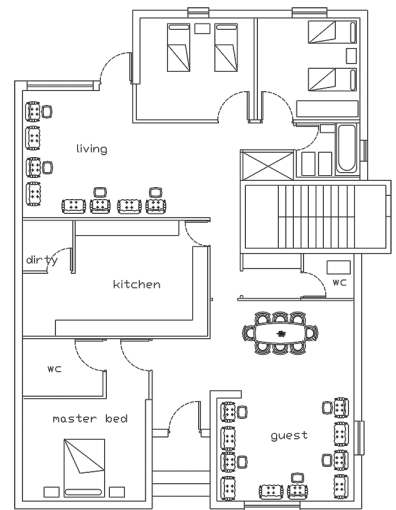 living
dirty
kitchen
wc
wc
master bed
guest